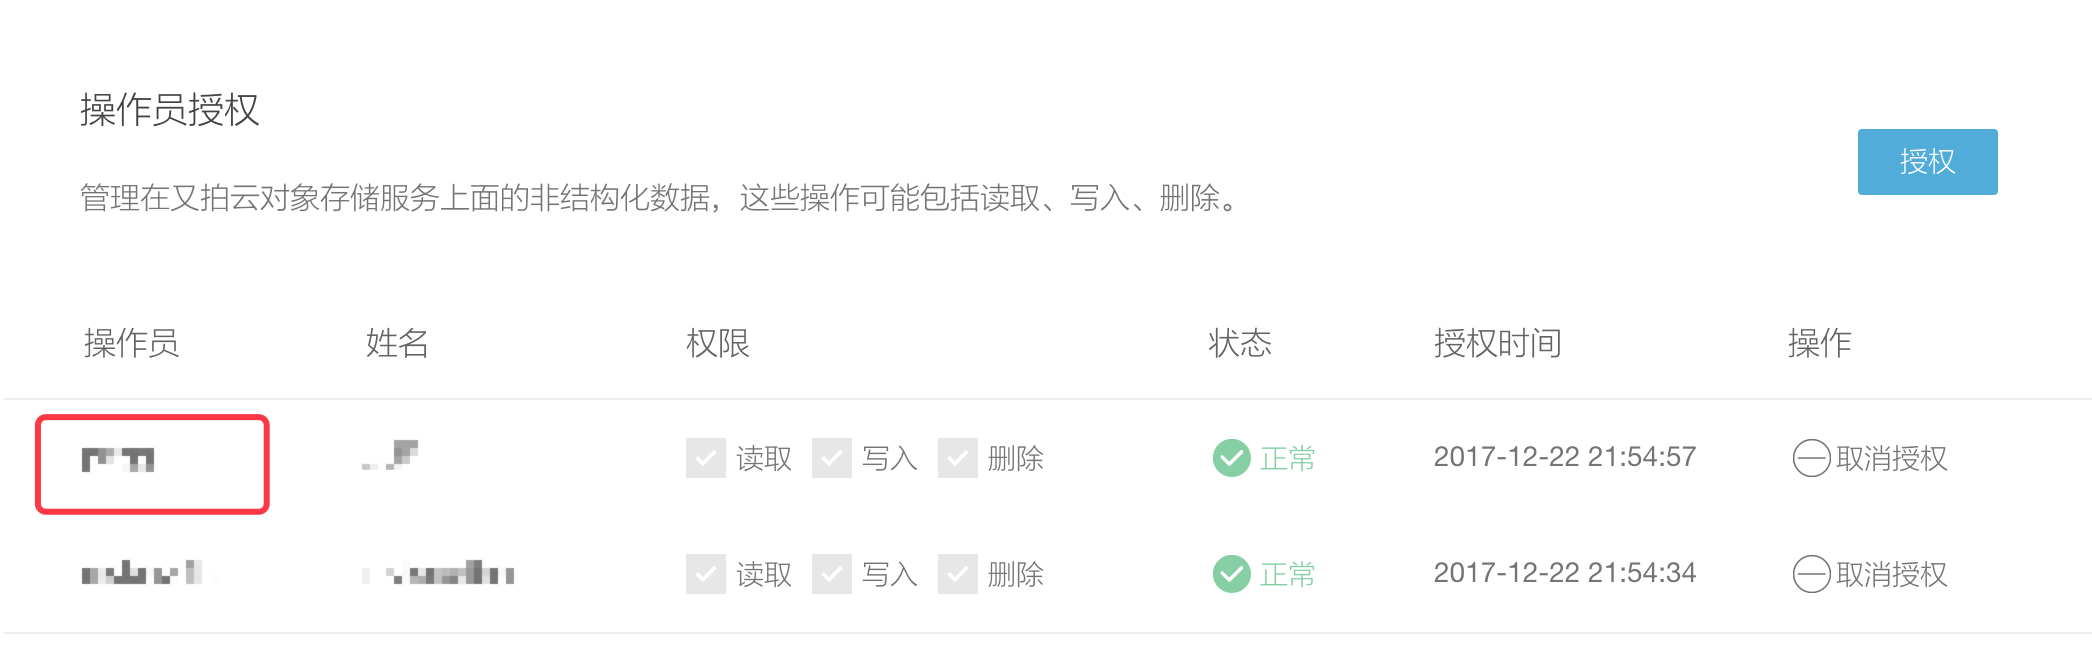 操作员授权
授权
管理在又拍云对象存储服务上面的非结构化数据，这些操作可能包括读取、写入、删除。
操作员 姓名 权限 状态 授权时间 操作
读取 写入 删除 正常 2017-12-22 21:54:57 取消授权
读取 写入 删除 正常 2017-12-22 21:54:34 取消授权